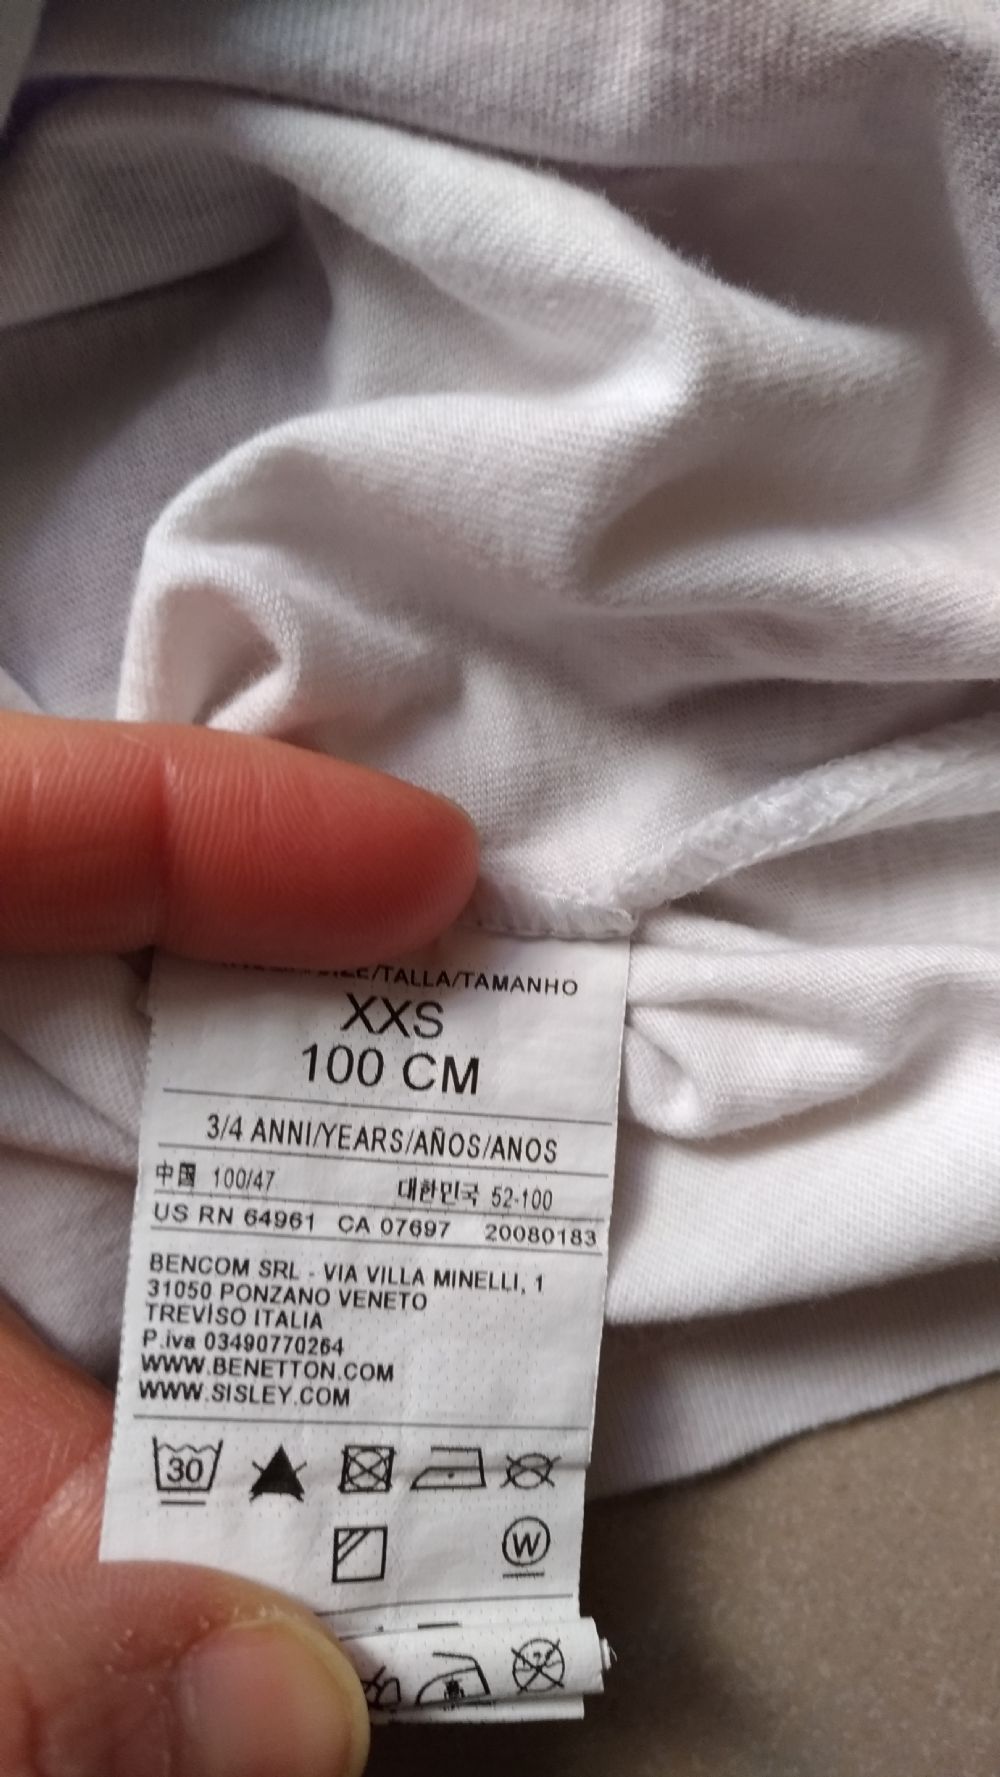 SIZE/TALLA/TAMANHO
XXS
100 CM
3/4 ANNI/YEARS/AÑOS/ANOS
中国 100/47 대한민국 52-100
US RN 64961 CA 07697 20080183
BENCOM SRL - VIA VILLA MINELLI, 1
31050 PONZANO VENETO
TREVISO ITALIA
P.iva 03490770264
WWW.BENETTON.COM
WWW.SISLEY.COM
30
W